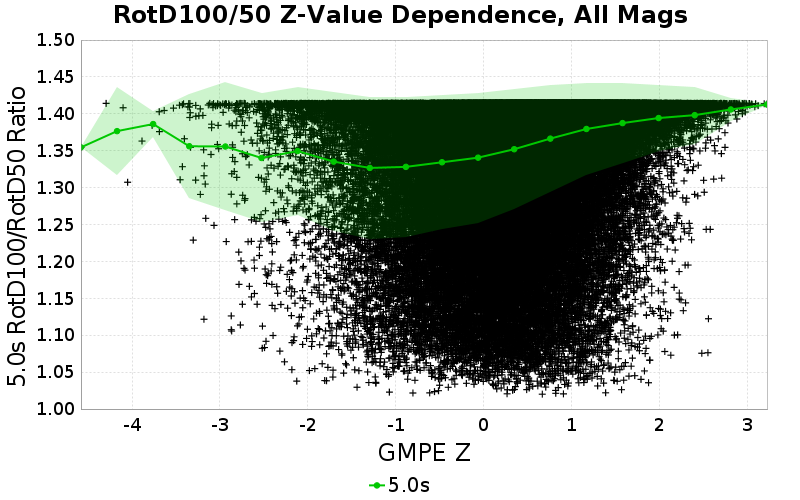 RotD100/50 Z-Value Dependence, All Mags
5.0s RotD100/RotD50 Ratio
1.50
1.45
1.40
1.35
1.30
1.25
1.20
1.15
1.10
1.05
1.00
-4 -3 -2 -1 0 1 2 3
GMPE Z
5.0s